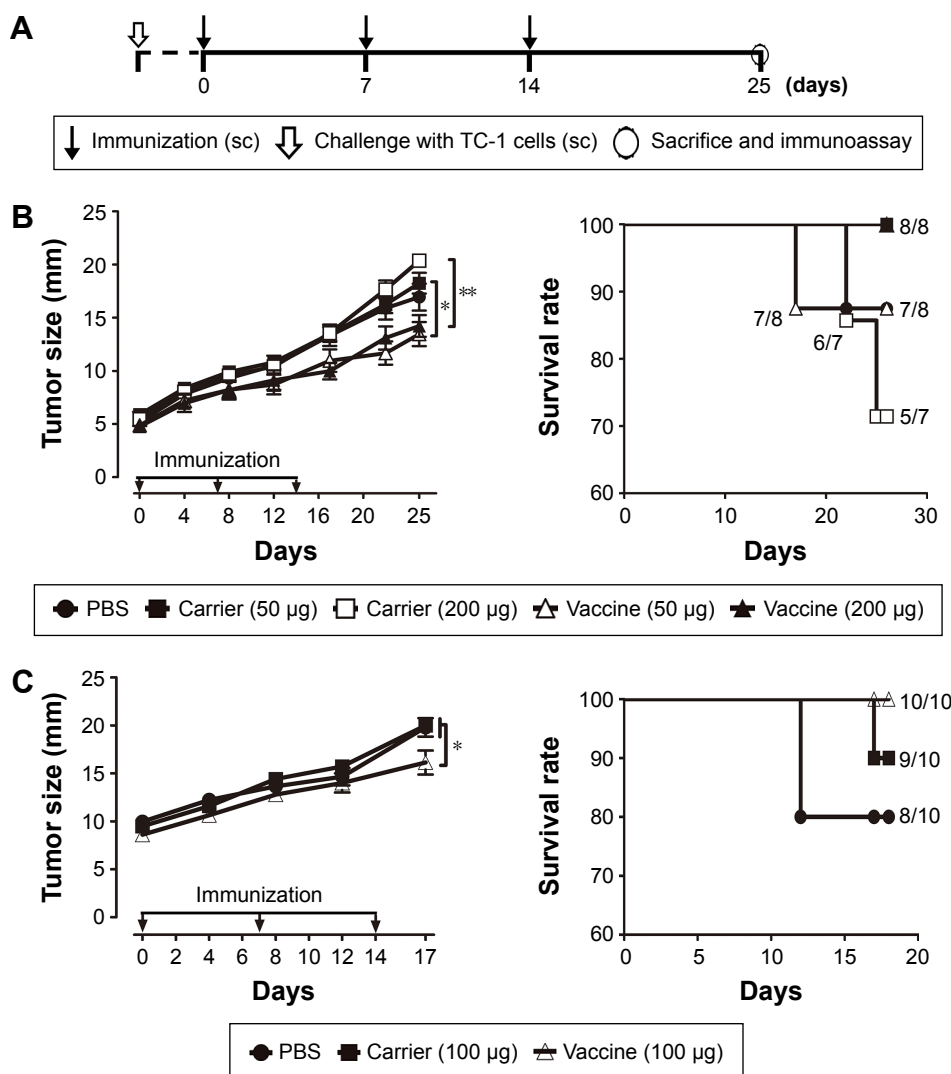 A
0 7 14 25 (days)
Immunization (sc) Challenge with TC-1 cells (sc) Sacrifice and immunoassay
B
Tumor size (mm)
25
20
15
10
5
0
* **
Immunization
0 4 8 12 16 20 25
Days
Survival rate
100
90
80
70
60
8/8
7/8
7/8
6/7
5/7
0 10 20 30
Days
PBS Carrier (50 µg) Carrier (200 µg) Vaccine (50 µg) Vaccine (200 µg)
C
Tumor size (mm)
25
20
15
10
5
0
*
Immunization
0 2 4 6 8 10 12 14 17
Days
Survival rate
100
90
80
70
60
10/10
9/10
8/10
0 5 10 15 20
Days
PBS Carrier (100 µg) Vaccine (100 µg)